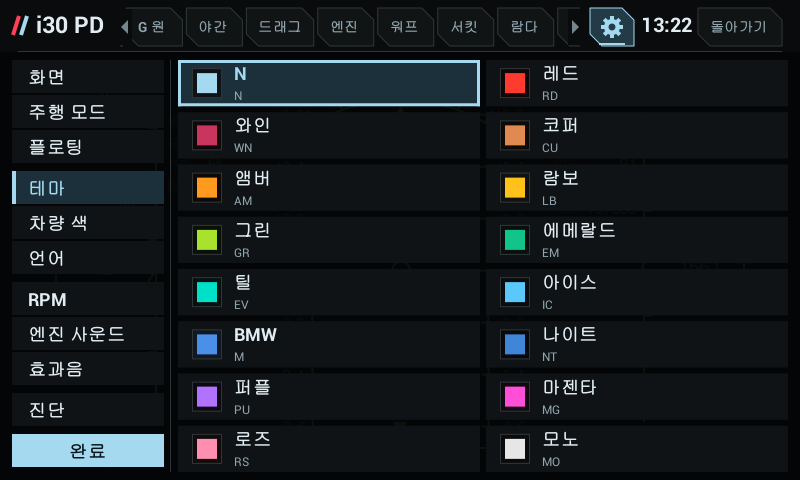 i30 PD
G 원
야간
드래그
엔진
워프
서킷
람다
13:22
돌아가기
화면
주행 모드
플로팅
테마
차량 색
언어
RPM
엔진 사운드
효과음
진단
완료
N
N
레드
RD
와인
WN
코퍼
CU
앰버
AM
람보
LB
그린
GR
에메랄드
EM
틸
EV
아이스
IC
BMW
M
나이트
NT
퍼플
PU
마젠타
MG
로즈
RS
모노
MO